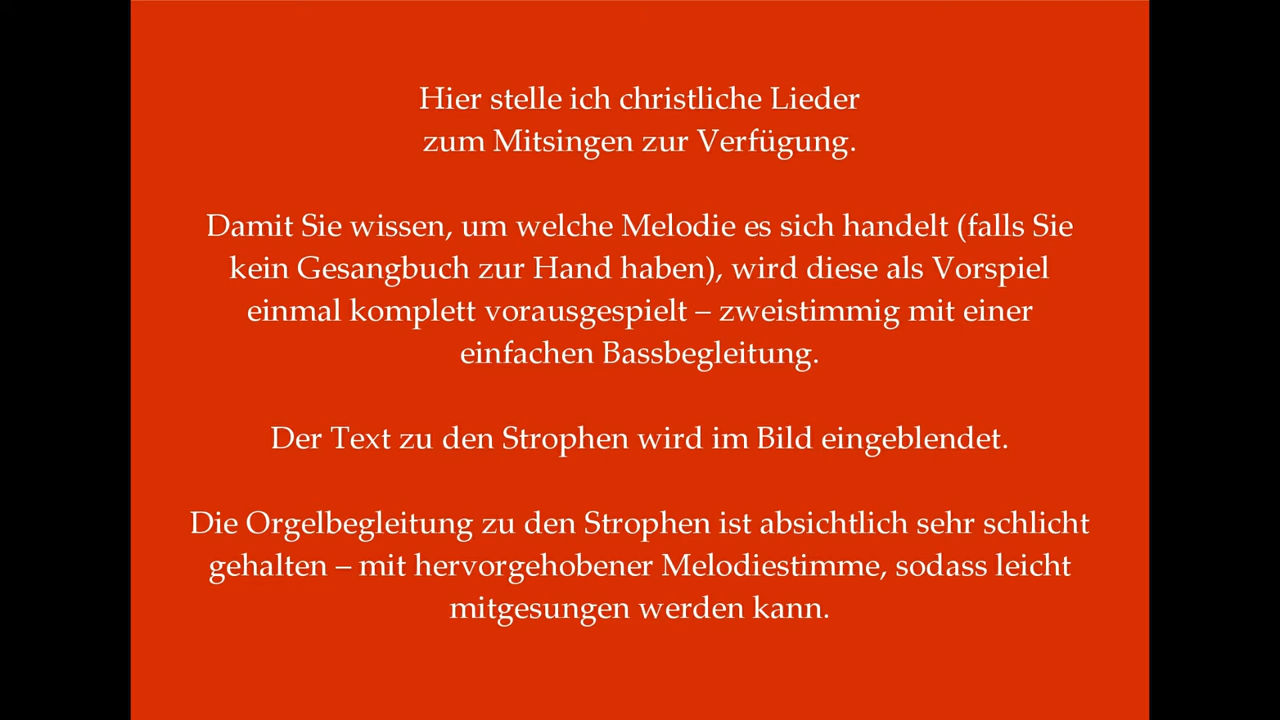 Hier stelle ich christliche Lieder
zum Mitsingen zur Verfügung.
Damit Sie wissen, um welche Melodie es sich handelt (falls Sie
kein Gesangbuch zur Hand haben), wird diese als Vorspiel
einmal komplett vorausgespielt – zweistimmig mit einer
einfachen Bassbegleitung.
Der Text zu den Strophen wird im Bild eingeblendet.
Die Orgelbegleitung zu den Strophen ist absichtlich sehr schlicht
gehalten – mit hervorgehobener Melodiestimme, sodass leicht
mitgesungen werden kann.